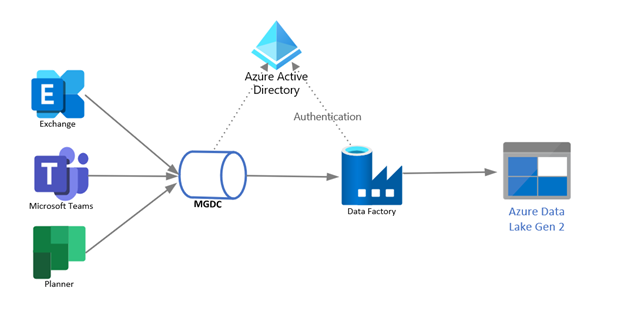 Azure Active
Directory
Authentication
E
Exchange
T
Microsoft Teams
MGDC
Data Factory
Azure Data
Lake Gen 2
Planner